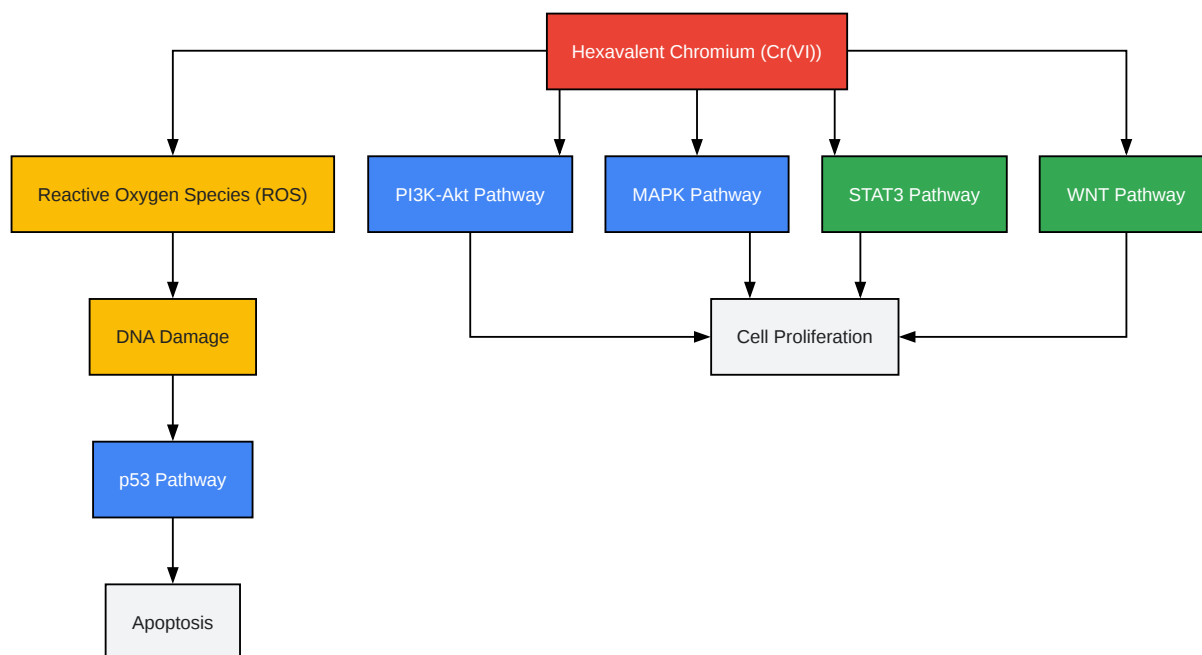 Hexavalent Chromium (Cr(VI))
Reactive Oxygen Species (ROS)
PI3K-Akt Pathway
MAPK Pathway
STAT3 Pathway
WNT Pathway
DNA Damage
Cell Proliferation
p53 Pathway
Apoptosis